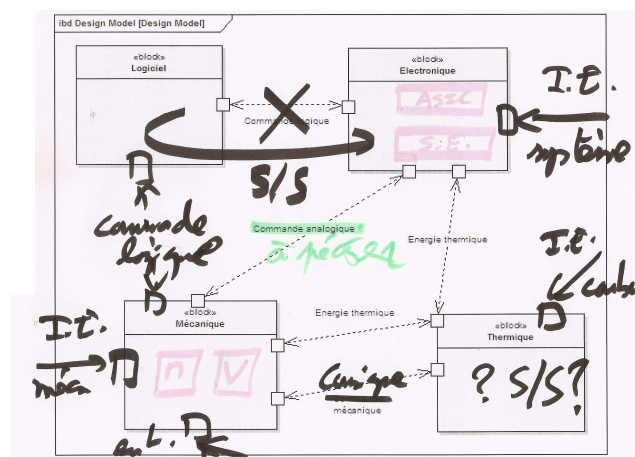 ibd Design Model [Design Model]
«block»
Logiciel
«block»
Electronique
ASIC
S.E.
I.E.
système
Commande logique
S/S
commande
logique
Commande analogique
à préciser
Energie thermique
I.E.
I.E.
méca
«block»
Mécanique
n
V
Energie thermique
mécanique
«block»
Thermique
? S/S?